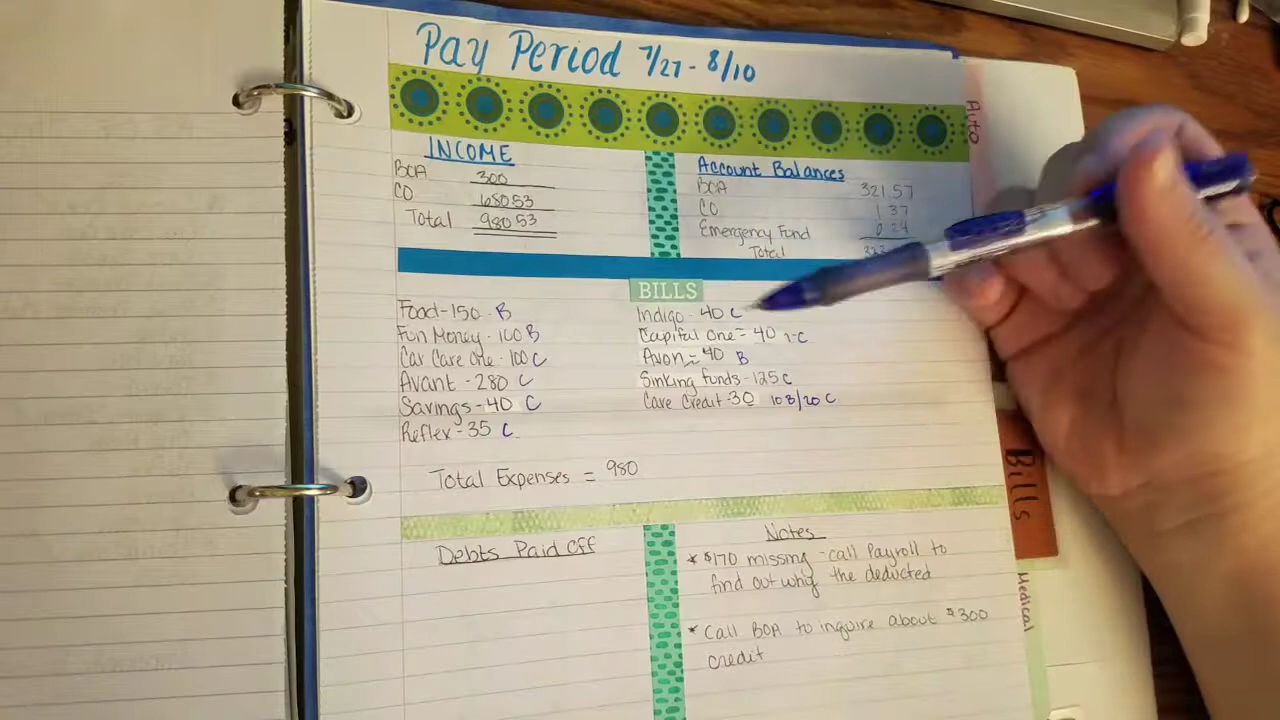 Pay Period 7/27 - 8/10
INCOME
BOA 300
CO 680 53
Total 980 53
Account Balances
BOA 321.57
CO 1 37
Emergency Fund 0 24
Total
BILLS
Food - 150 - B
Fun Money - 100 B
Car Care One - 100 C
Avant - 280 C
Savings - 40 C
Reflex - 35 C
Indigo - 40 C
Capital One = 40 - C
Avon = 40 B
Sinking funds - 125 C
Care Credit - 30 10B/20 C
Total Expenses = 980
Debts Paid Off
Notes
* $170 missing - call Payroll to
find out why the deducted
* Call BOA to inquire about $300
credit
Auto
Bills
Medical